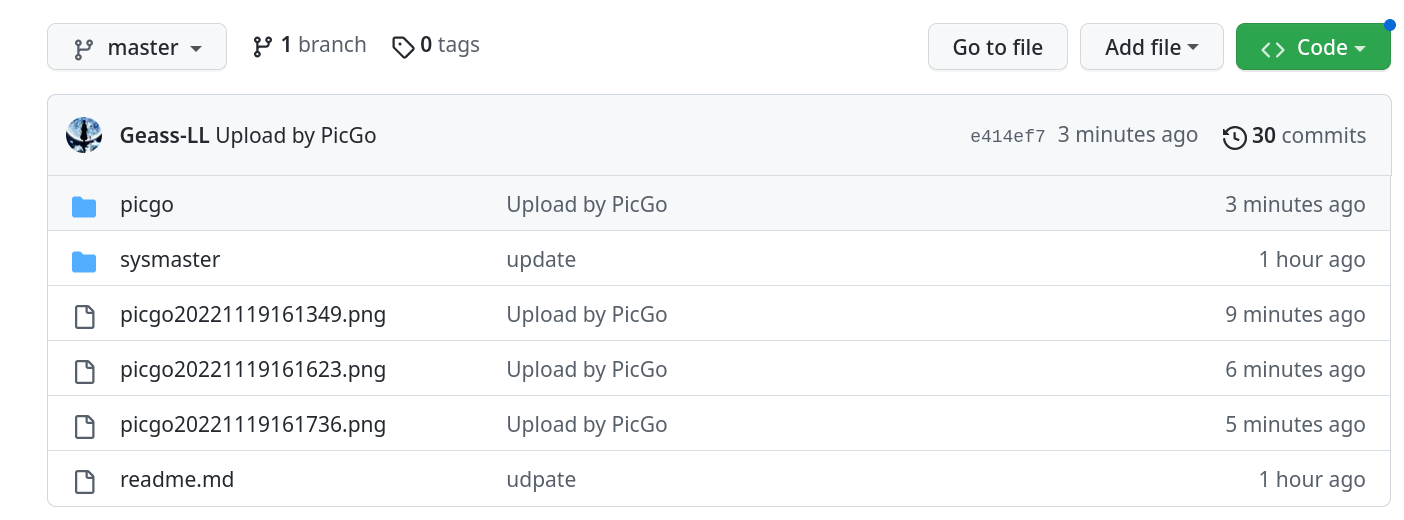 master 1 branch 0 tags Go to file Add file Code
Geass-LL Upload by PicGo e414ef7 3 minutes ago 30 commits
picgo Upload by PicGo 3 minutes ago
sysmaster update 1 hour ago
picgo20221119161349.png Upload by PicGo 9 minutes ago
picgo20221119161623.png Upload by PicGo 6 minutes ago
picgo20221119161736.png Upload by PicGo 5 minutes ago
readme.md udpate 1 hour ago